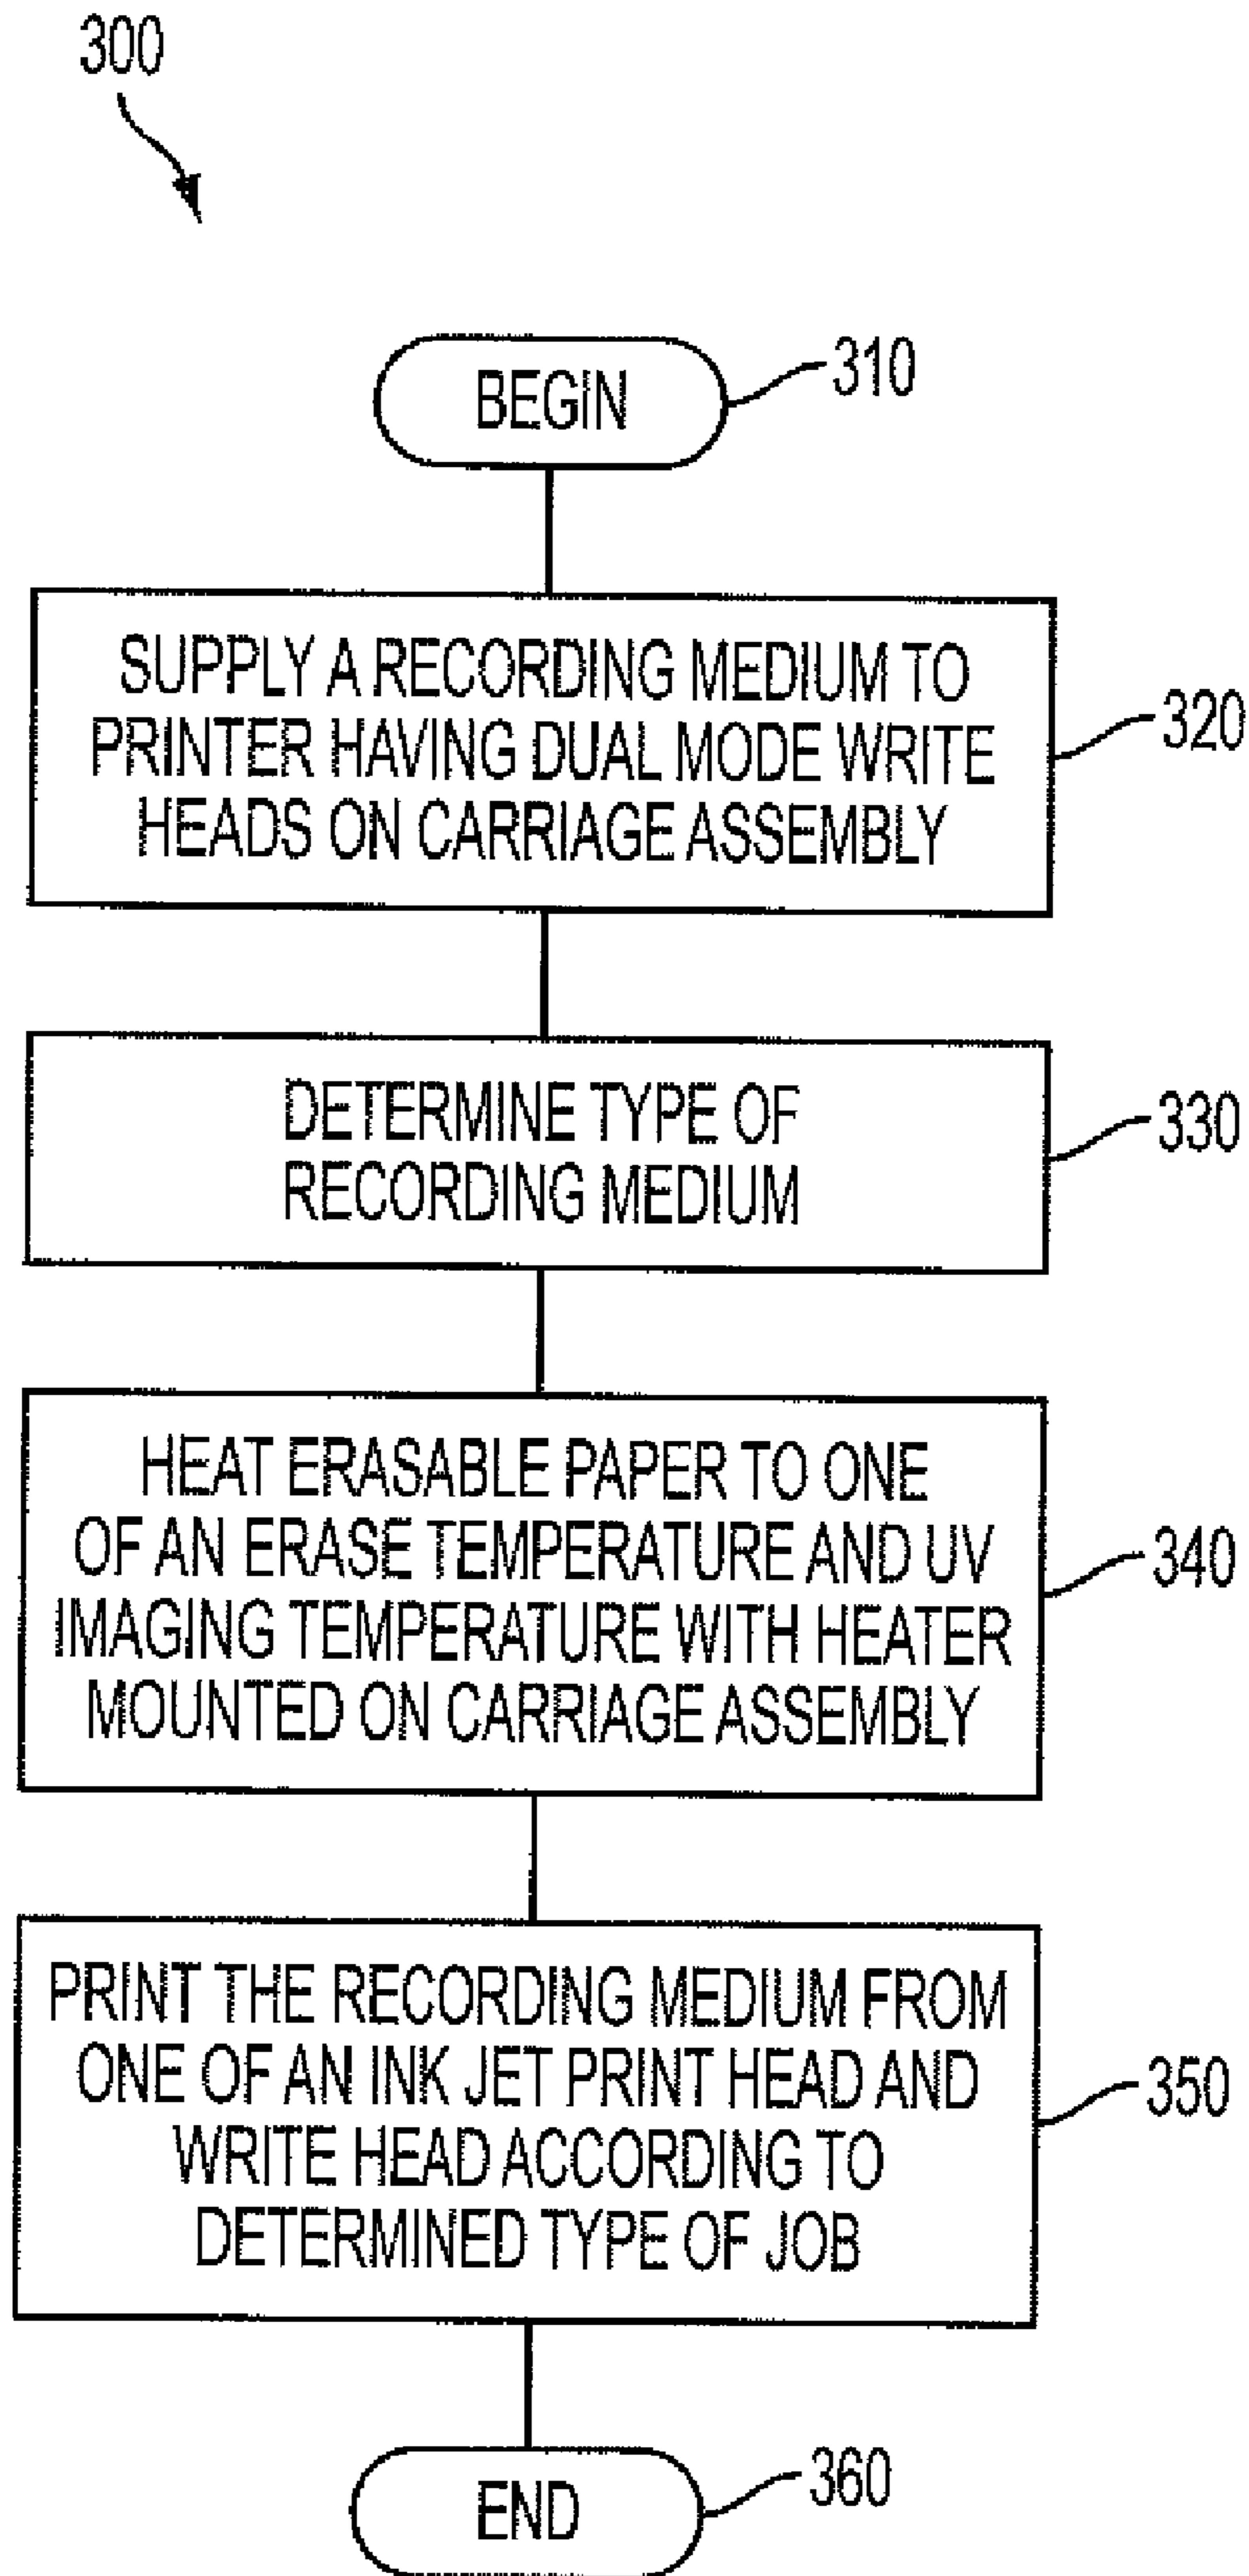 300
BEGIN
310
SUPPLY A RECORDING MEDIUM TO
PRINTER HAVING DUAL MODE WRITE
HEADS ON CARRIAGE ASSEMBLY
320
DETERMINE TYPE OF
RECORDING MEDIUM
330
HEAT ERASABLE PAPER TO ONE
OF AN ERASE TEMPERATURE AND UV
IMAGING TEMPERATURE WITH HEATER
MOUNTED ON CARRIAGE ASSEMBLY
340
PRINT THE RECORDING MEDIUM FROM
ONE OF AN INK JET PRINT HEAD AND
WRITE HEAD ACCORDING TO
DETERMINED TYPE OF JOB
350
END
360